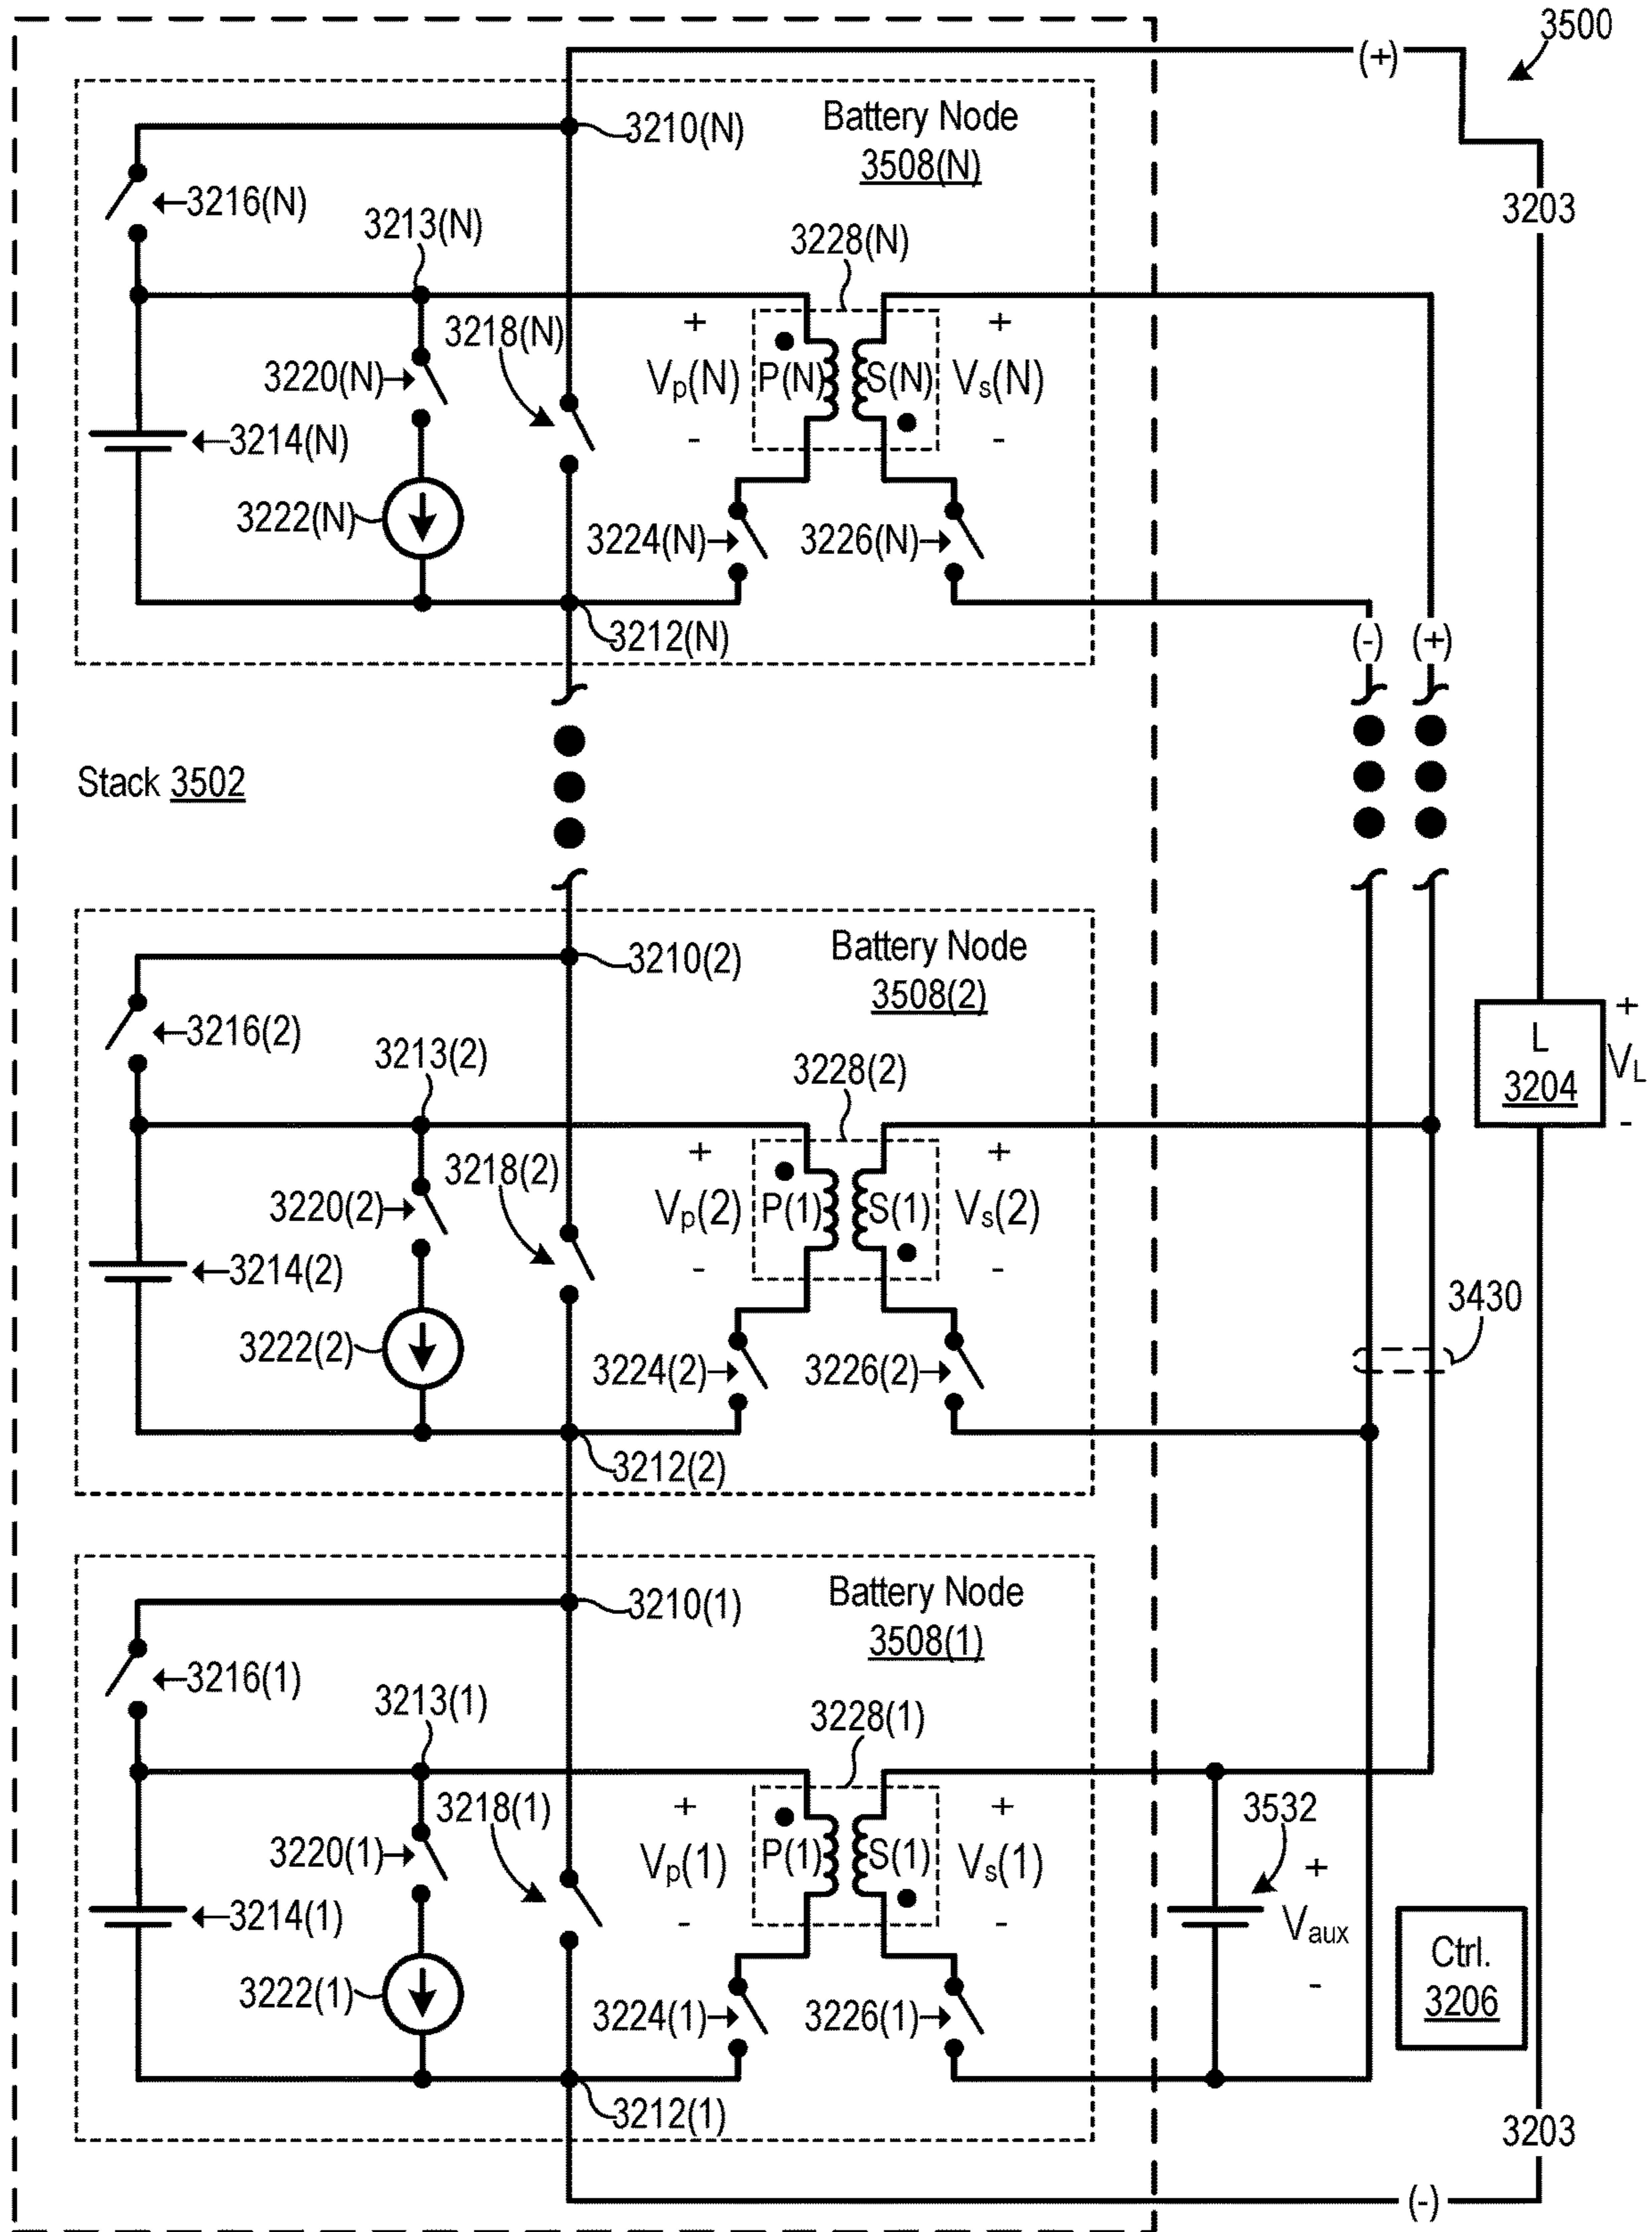 3500
(+)
3210(N)
Battery Node
3508(N)
3216(N)
3203
3213(N)
3228(N)
3218(N)
+
+
3220(N)
Vp(N)
P(N)
S(N)
Vs(N)
3214(N)
-
-
3222(N)
3224(N)
3226(N)
3212(N)
(-)
(+)
Stack 3502
3210(2)
Battery Node
3508(2)
3216(2)
+
L
3204
VL
-
3213(2)
3228(2)
3218(2)
+
+
3220(2)
Vp(2)
P(1)
S(1)
Vs(2)
3214(2)
-
-
3430
3222(2)
3224(2)
3226(2)
3212(2)
3210(1)
Battery Node
3508(1)
3216(1)
3213(1)
3228(1)
3218(1)
+
+
3532
3220(1)
Vp(1)
P(1)
S(1)
Vs(1)
+
3214(1)
-
-
Vaux
-
Ctrl.
3206
3222(1)
3224(1)
3226(1)
3212(1)
3203
(-)